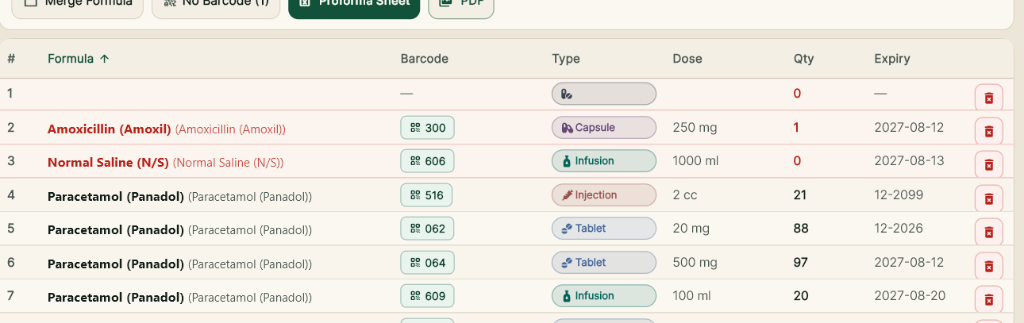 Merge Formula No Barcode (1) Proforma Sheet PDF
# Formula ↑ Barcode Type Dose Qty Expiry
1 — 0 —
2 Amoxicillin (Amoxil) (Amoxicillin (Amoxil)) 300 Capsule 250 mg 1 2027-08-12
3 Normal Saline (N/S) (Normal Saline (N/S)) 606 Infusion 1000 ml 0 2027-08-13
4 Paracetamol (Panadol) (Paracetamol (Panadol)) 516 Injection 2 cc 21 12-2099
5 Paracetamol (Panadol) (Paracetamol (Panadol)) 062 Tablet 20 mg 88 12-2026
6 Paracetamol (Panadol) (Paracetamol (Panadol)) 064 Tablet 500 mg 97 2027-08-12
7 Paracetamol (Panadol) (Paracetamol (Panadol)) 609 Infusion 100 ml 20 2027-08-20